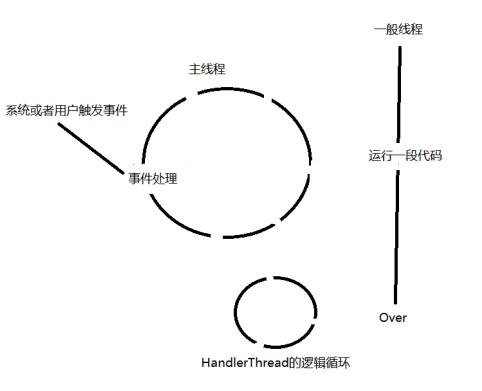 一般线程
主线程
系统或者用户触发事件
运行一段代码
事件处理
Over
HandlerThread的逻辑循环